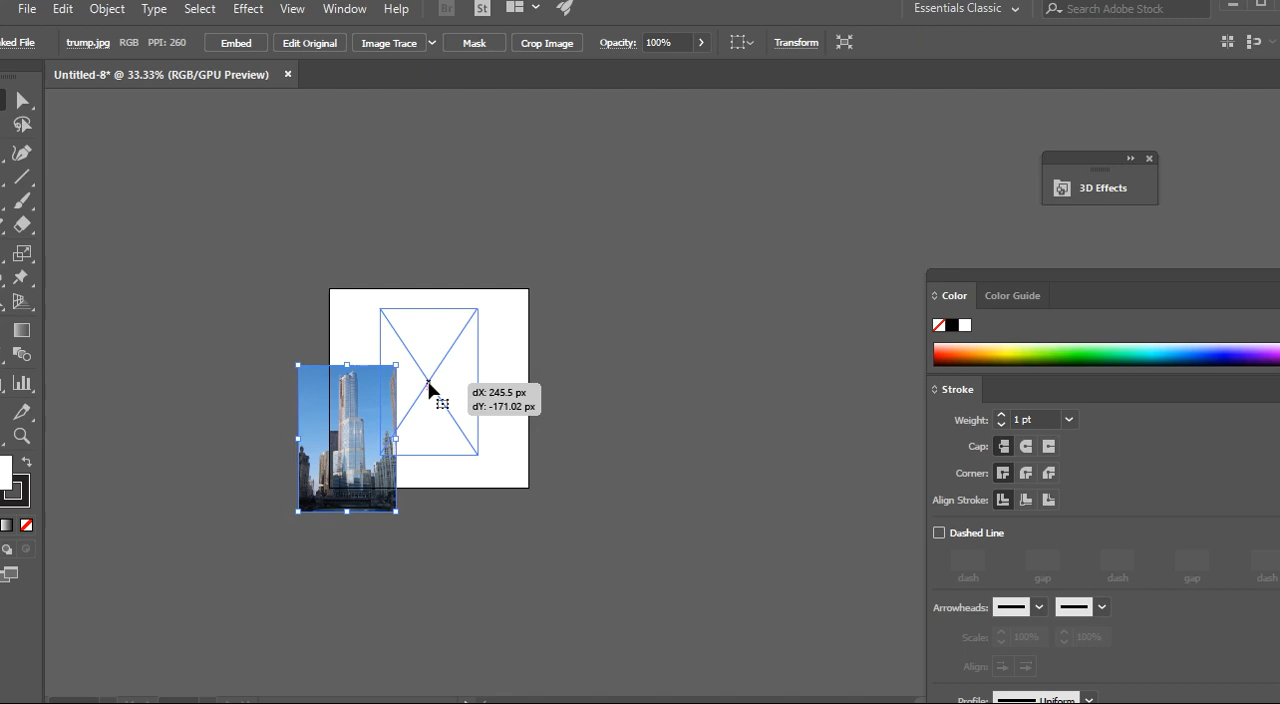 File Edit Object Type Select Effect View Window Help Br St Essentials Classic Search Adobe Stock
ked File trump.jpg RGB PPI: 260 Embed Edit Original Image Trace Mask Crop Image Opacity: 100% Transform
Untitled-8* @ 33.33% (RGB/GPU Preview)
3D Effects
Color Color Guide
dX: 245.5 px
dY: -171.02 px
Stroke
Weight: 1 pt
Cap:
Corner:
Align Stroke:
Dashed Line
dash gap dash gap dash
Arrowheads:
Scale: 100% 100%
Align:
Profile: Uniform